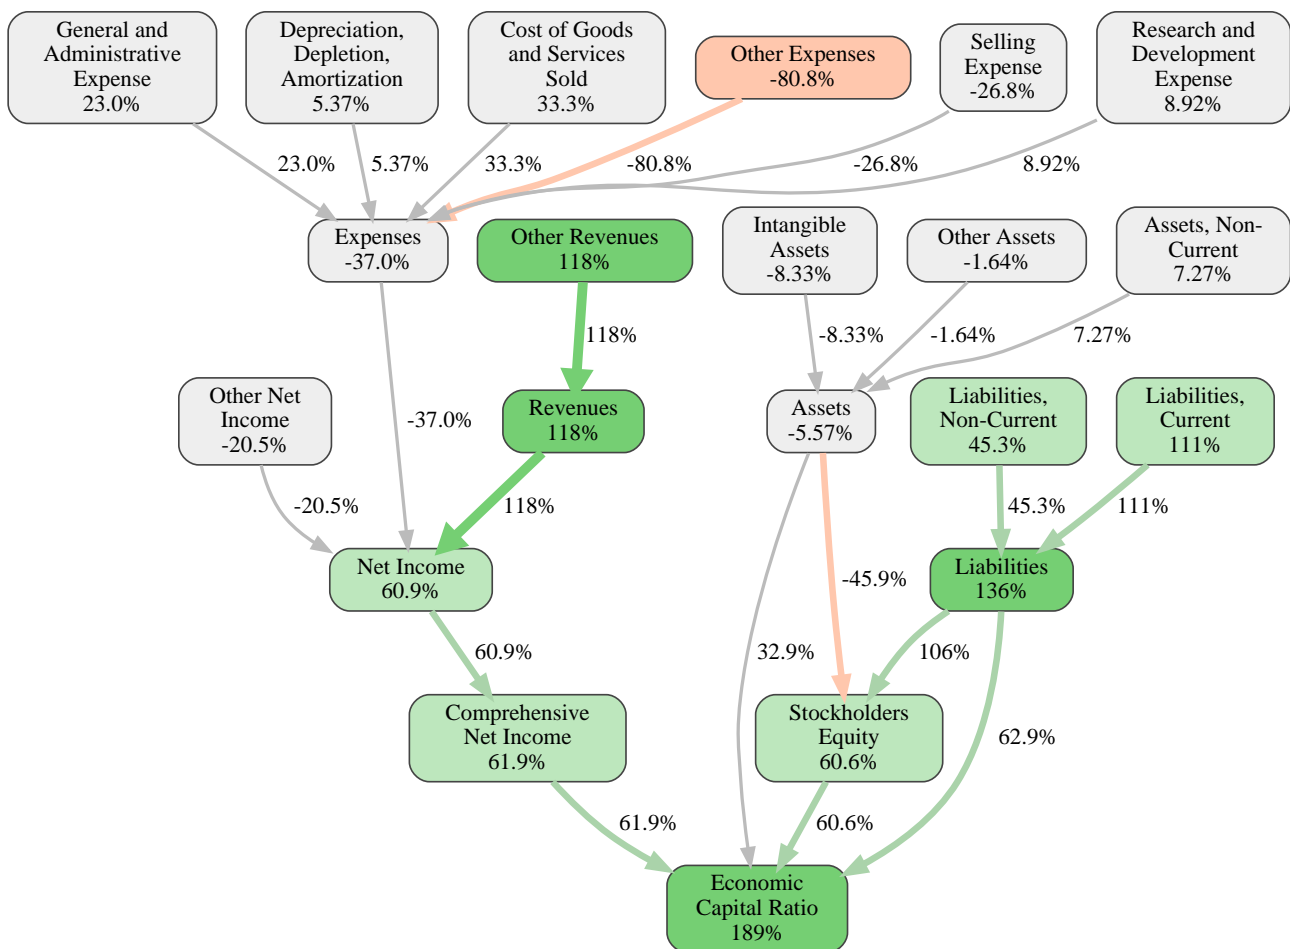 General and
Administrative
Expense
23.0%
Depreciation,
Depletion,
Amortization
5.37%
Cost of Goods
and Services
Sold
33.3%
Other Expenses
-80.8%
Selling
Expense
-26.8%
Research and
Development
Expense
8.92%
23.0%
5.37%
33.3%
-80.8%
-26.8%
8.92%
Expenses
-37.0%
Other Revenues
118%
Intangible
Assets
-8.33%
Other Assets
-1.64%
Assets, Non-
Current
7.27%
118%
-8.33%
-1.64%
7.27%
Other Net
Income
-20.5%
-37.0%
Revenues
118%
Assets
-5.57%
Liabilities,
Non-Current
45.3%
Liabilities,
Current
111%
-20.5%
118%
45.3%
111%
Net Income
60.9%
-45.9%
Liabilities
136%
60.9%
32.9%
106%
Comprehensive
Net Income
61.9%
Stockholders
Equity
60.6%
62.9%
61.9%
60.6%
Economic
Capital Ratio
189%